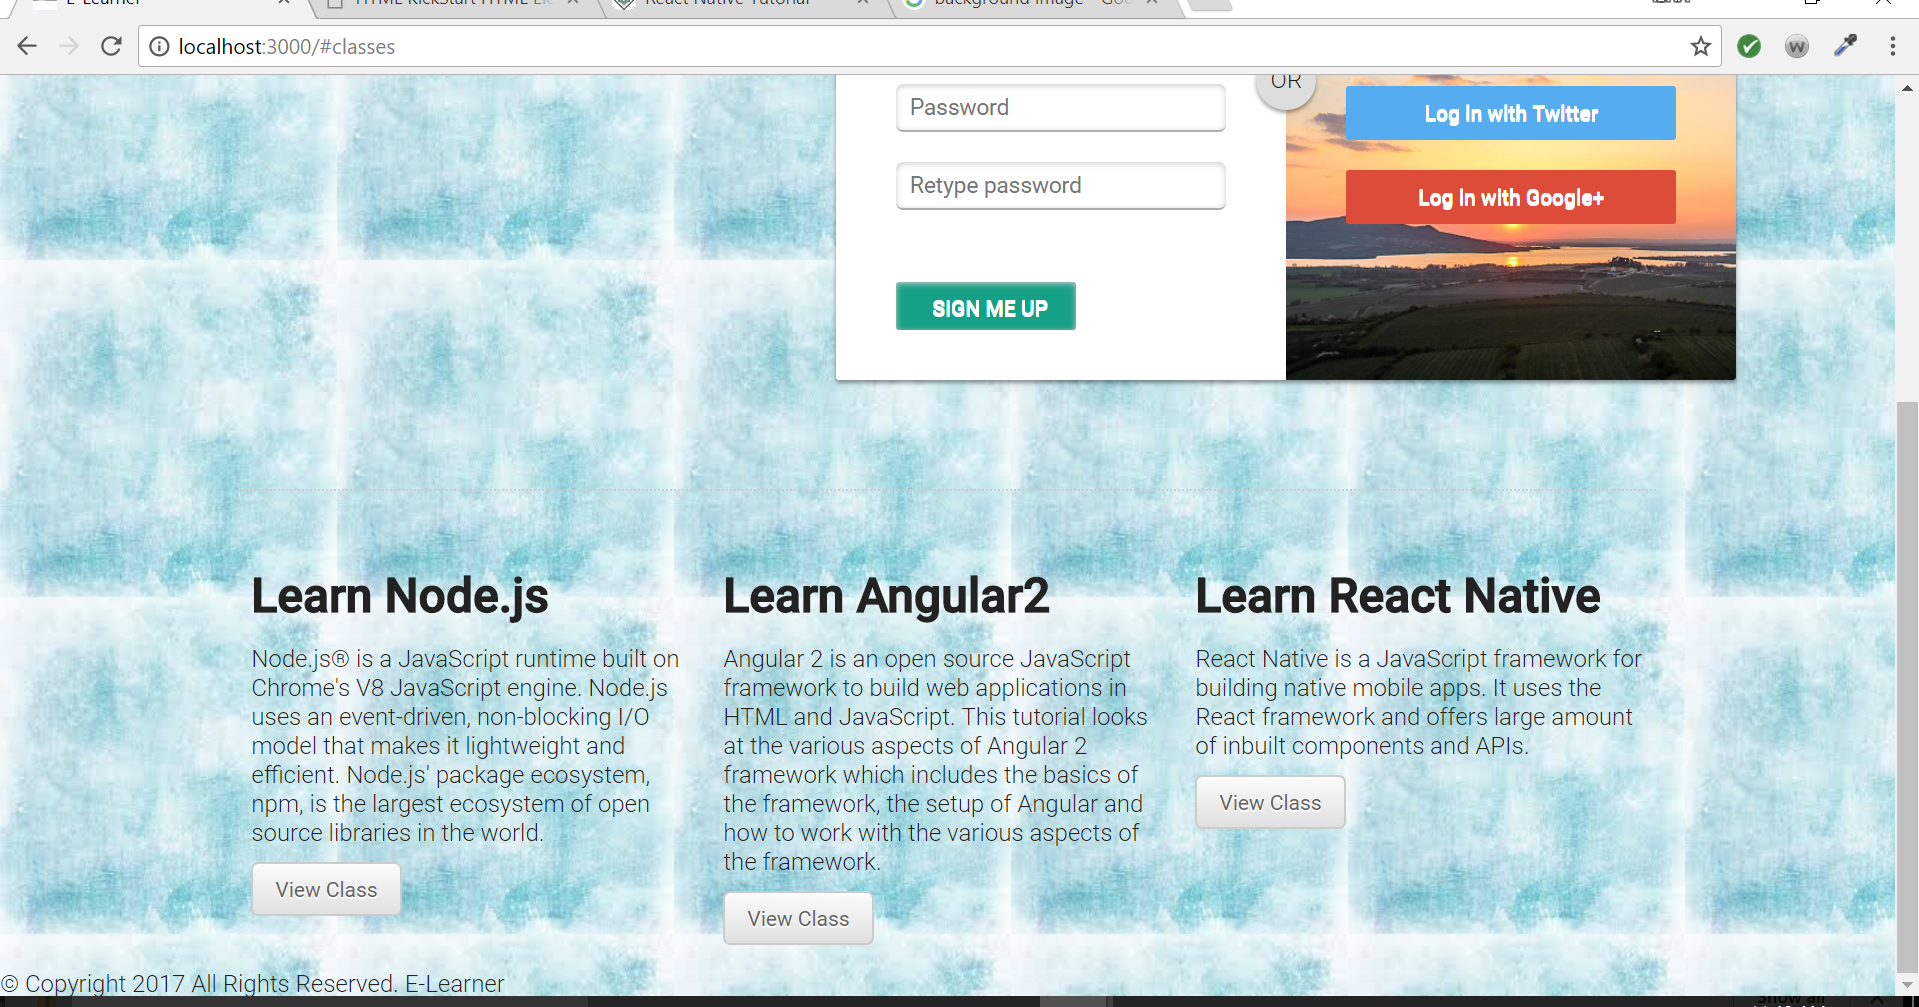 E-Learner
HTML KickStart HTML Ele
React Native Tutorial
background image - Goo
localhost:3000/#classes
OR
Password
Log in with Twitter
Retype password
Log in with Google+
SIGN ME UP
Learn Node.js
Node.js® is a JavaScript runtime built on
Chrome's V8 JavaScript engine. Node.js
uses an event-driven, non-blocking I/O
model that makes it lightweight and
efficient. Node.js' package ecosystem,
npm, is the largest ecosystem of open
source libraries in the world.
View Class
Learn Angular2
Angular 2 is an open source JavaScript
framework to build web applications in
HTML and JavaScript. This tutorial looks
at the various aspects of Angular 2
framework which includes the basics of
the framework, the setup of Angular and
how to work with the various aspects of
the framework.
View Class
Learn React Native
React Native is a JavaScript framework for
building native mobile apps. It uses the
React framework and offers large amount
of inbuilt components and APIs.
View Class
© Copyright 2017 All Rights Reserved. E-Learner
Show all